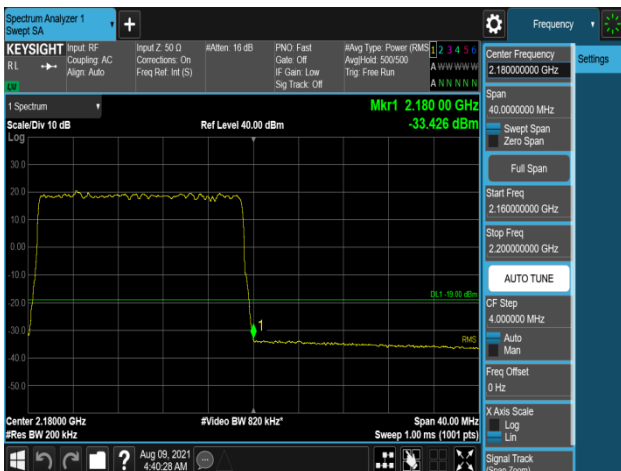 Spectrum Analyzer 1
Swept SA
+
Frequency
KEYSIGHT
RL
LW
Input: RF
Coupling: AC
Align: Auto
Input Z: 50 Ω
Corrections: On
Freq Ref: Int (S)
#Atten: 16 dB
PNO: Fast
Gate: Off
IF Gain: Low
Sig Track: Off
#Avg Type: Power (RMS
Avg|Hold: 500/500
Trig: Free Run
1 2 3 4 5 6
A W W W W W
A N N N N N
1 Spectrum
Scale/Div 10 dB
Log
Ref Level 40.00 dBm
Mkr1 2.180 00 GHz
-33.426 dBm
30.0
20.0
10.0
0.00
-10.0
-20.0
-30.0
-40.0
-50.0
DL1 -19.00 dBm
1
RMS
Center 2.18000 GHz
#Res BW 200 kHz
#Video BW 820 kHz*
Span 40.00 MHz
Sweep 1.00 ms (1001 pts)
?
Aug 09, 2021
4:40:28 AM
Center Frequency
2.180000000 GHz
Settings
Span
40.0000000 MHz
Swept Span
Zero Span
Full Span
Start Freq
2.160000000 GHz
Stop Freq
2.200000000 GHz
AUTO TUNE
CF Step
4.000000 MHz
Auto
Man
Freq Offset
0 Hz
X Axis Scale
Log
Lin
Signal Track
(Span Zoom)